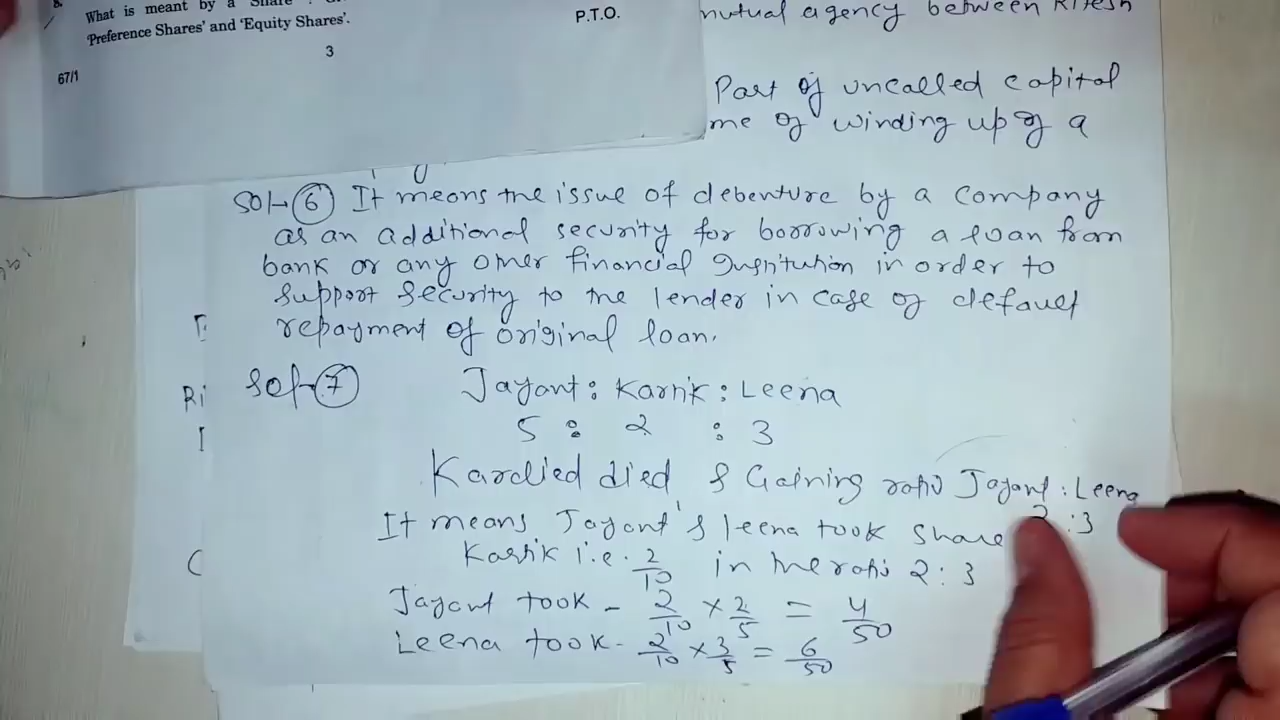 What is meant by a 'Share'?
'Preference Shares' and 'Equity Shares'.
P.T.O.
3
67/1
mutual agency between Ritesh
Part of uncalled capital
me of winding up of a
Sol-6 It means the issue of debenture by a company
as an additional security for borrowing a loan from
bank or any other financial Institution in order to
support security to the lender in case of default
repayment of original loan.
Sol-7 Jayant : Kartik : Leena
5 : 2 : 3
Kardied died & Gaining ratio Jayant : Leena
2 : 3
It means Jayant & leena took share
Kartik i.e. 2/10 in the ratio 2 : 3
Jayant took - 2/10 × 2/5 = 4/50
Leena took - 2/10 × 3/5 = 6/50
Ri